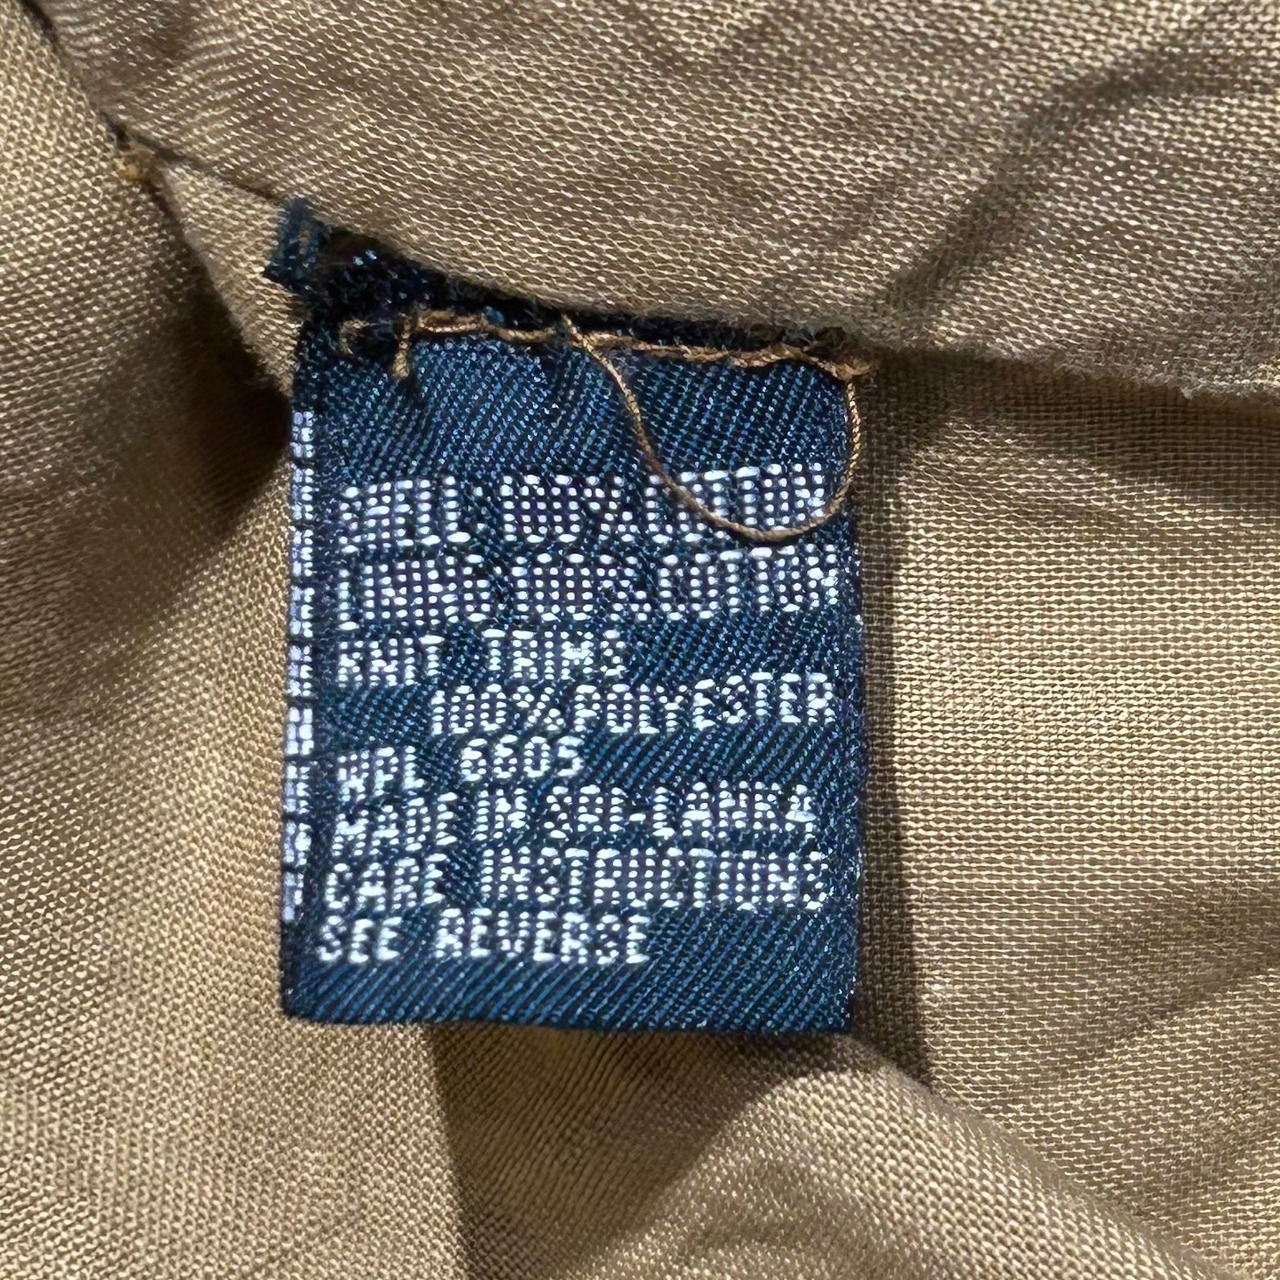 SHELL:100%COTTON
LINING:100%COTTON
KNIT TRIMS
100%POLYESTER
WPL 6605
MADE IN SRI-LANKA
CARE INSTRUCTIONS
SEE REVERSE